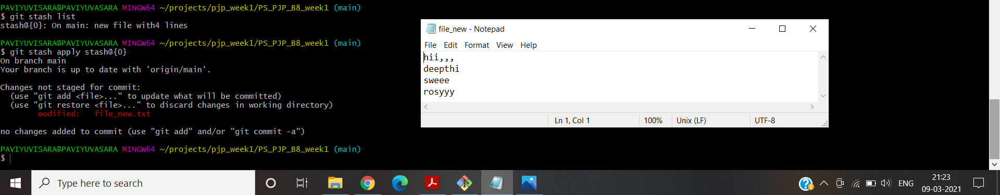 PAVIYUVISARA@PAVIYUVASARA MINGW64 ~/projects/pjp_week1/PS_PJP_B8_week1 (main)
$ git stash list
stash@{0}: On main: new file with4 lines
PAVIYUVISARA@PAVIYUVASARA MINGW64 ~/projects/pjp_week1/PS_PJP_B8_week1 (main)
$ git stash apply stash@{0}
On branch main
Your branch is up to date with 'origin/main'.
Changes not staged for commit:
  (use "git add <file>..." to update what will be committed)
  (use "git restore <file>..." to discard changes in working directory)
        modified:   file_new.txt
no changes added to commit (use "git add" and/or "git commit -a")
PAVIYUVISARA@PAVIYUVASARA MINGW64 ~/projects/pjp_week1/PS_PJP_B8_week1 (main)
$
file_new - Notepad
File Edit Format View Help
hii,,,
deepthi
sweee
rosyyy
Ln 1, Col 1 100% Unix (LF) UTF-8
Type here to search
ENG
21:23
09-03-2021